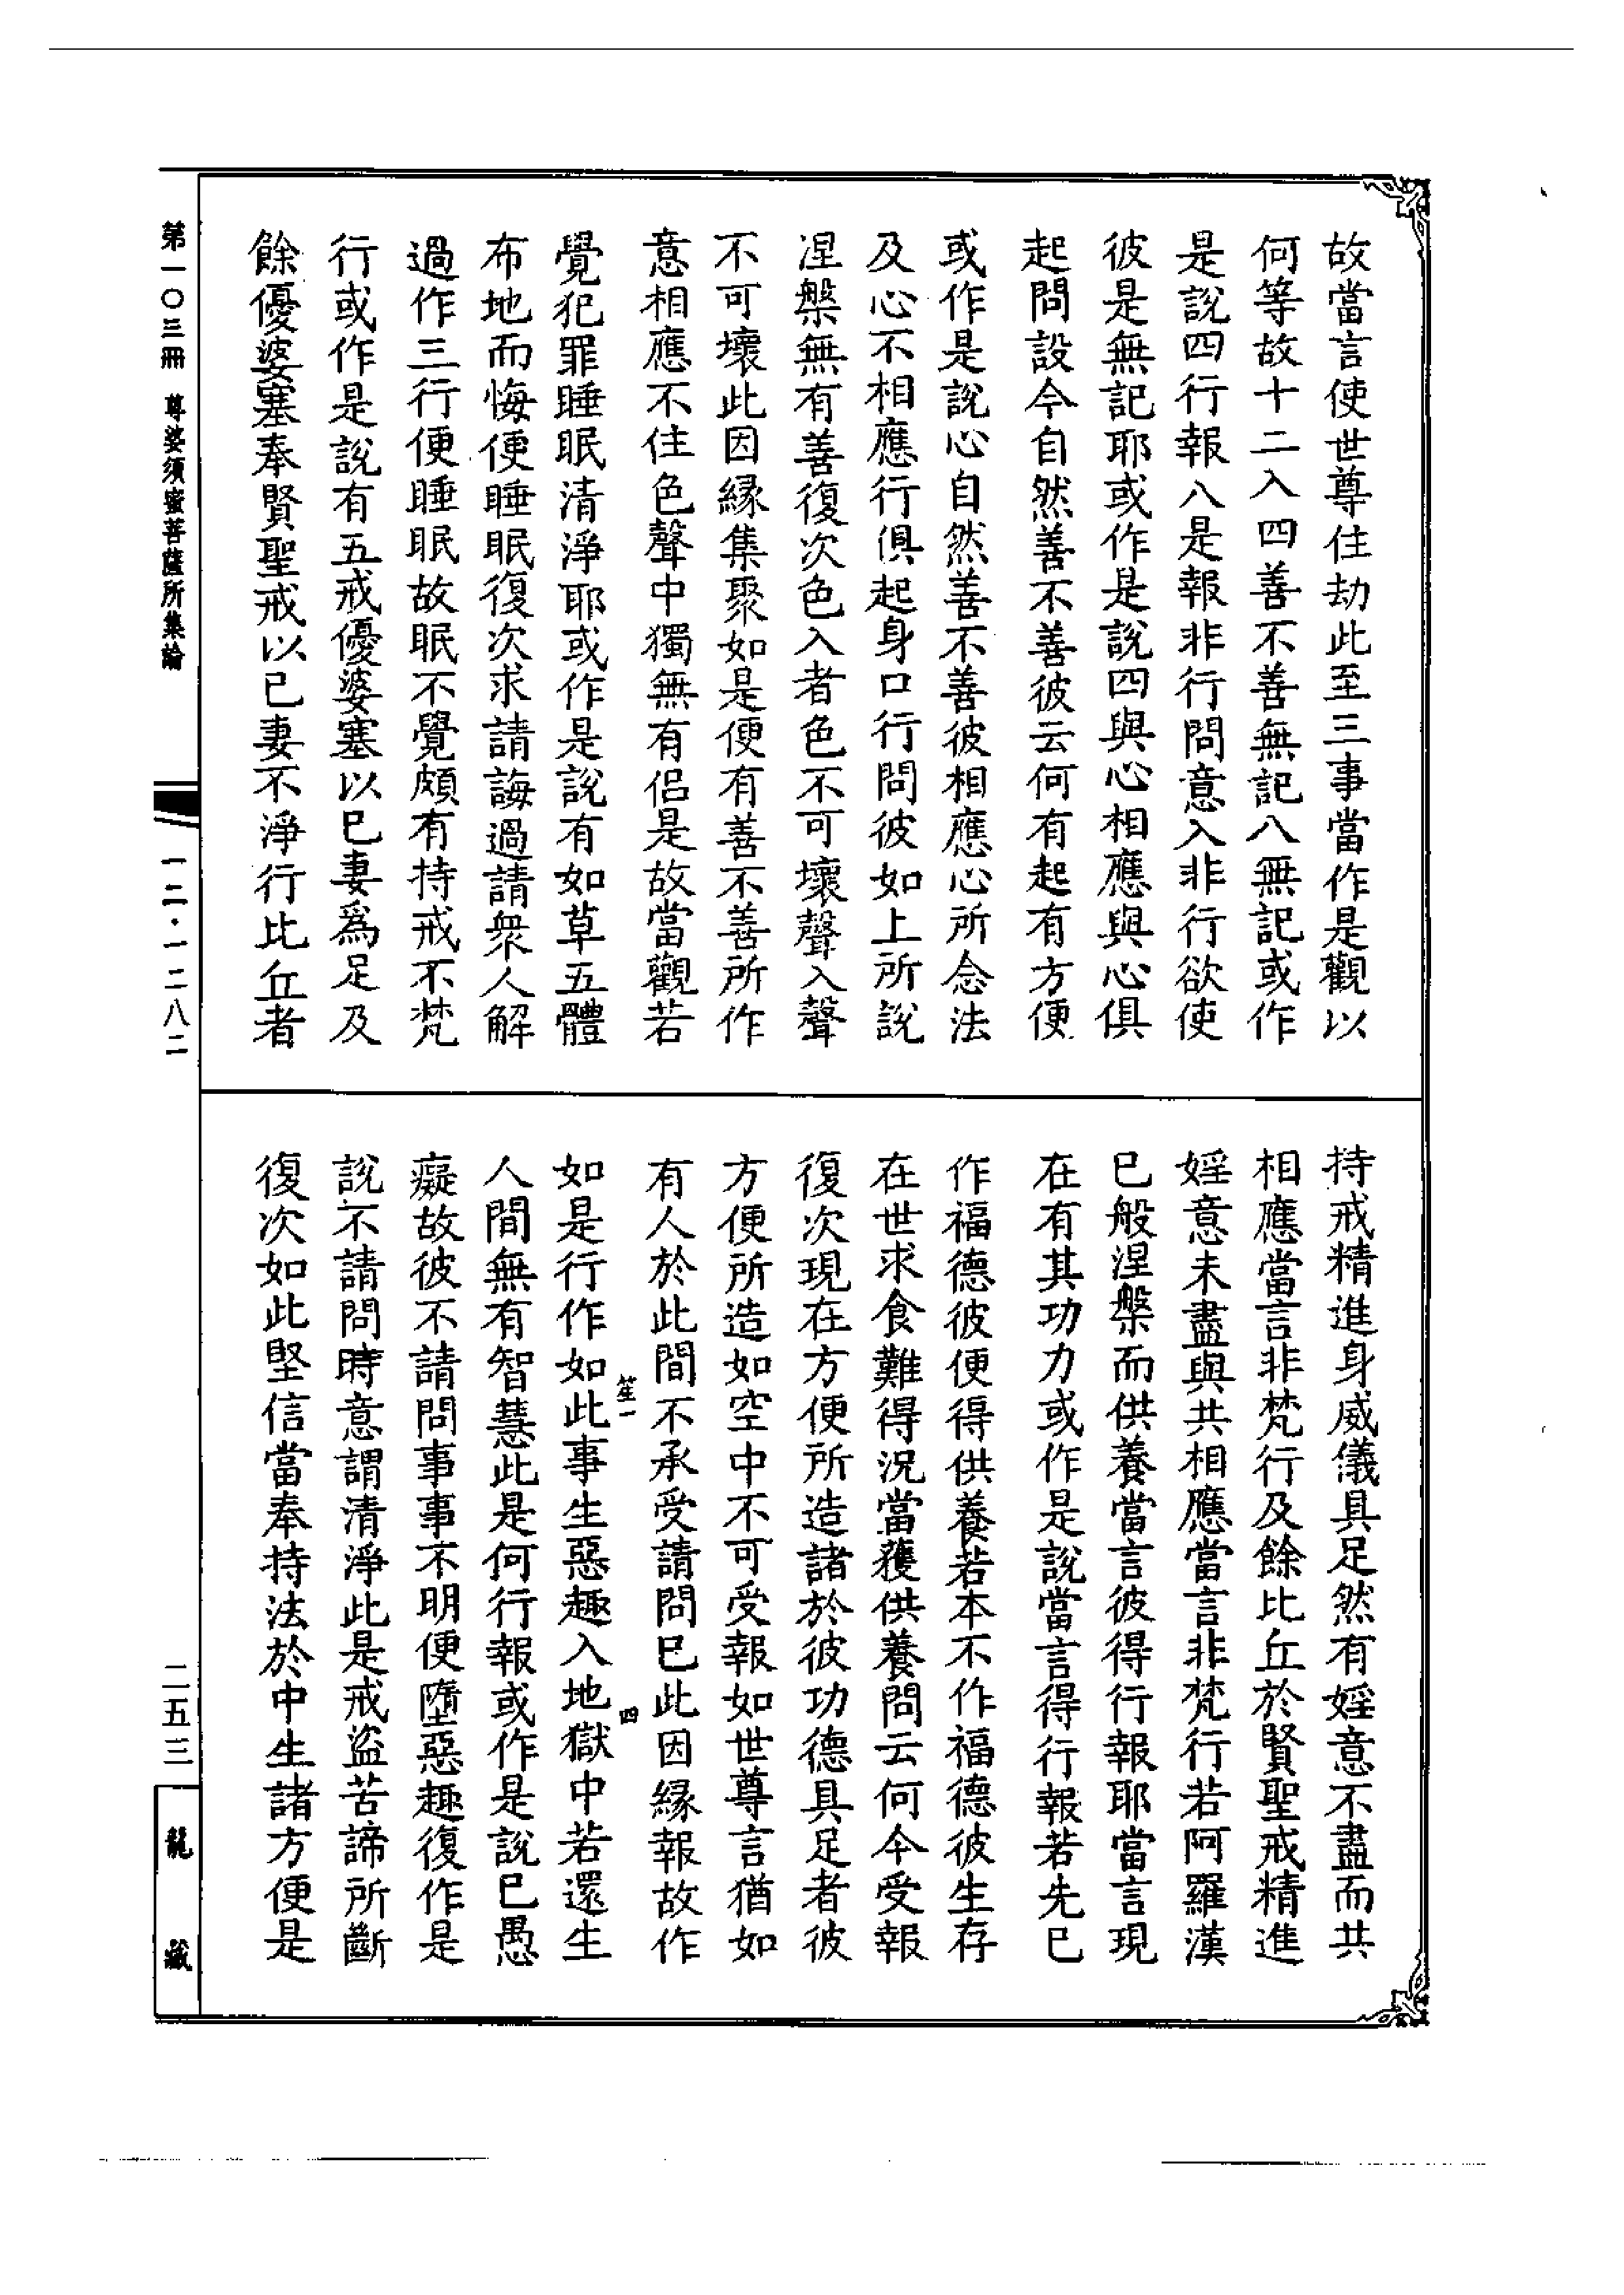 故當言使世尊住劫此至三事當作是觀以
何等故十二入四善不善無記八無記或作
是說四行報八是報非行問意入非行欲使
彼是無記耶或作是說四與心相應與心俱
起問設令自然善不善彼云何有起有方便
或作是說心自然善不善彼相應心所念法
及心不相應行俱起身口行問彼如上所說
涅槃無有善復次色入者色不可壞聲入聲
不可壞此因緣集聚如是便有善不善所作
意相應不住色聲中獨無有侶是故當觀若
覺犯罪睡眠清淨耶或作是說有如草五體
布地而悔便睡眠復次求請誨過請眾人解
過作三行便睡眠故眠不覺頗有持戒不梵
行或作是說有五戒優婆塞以巳妻為足及
餘優婆塞奉賢聖戒以已妻不淨行比丘者
持戒精進身威儀具足然有婬意不盡而共
相應當言非梵行及餘比丘於賢聖戒精進
婬意未盡與共相應當言非梵行若阿羅漢
已般涅槃而供養當言彼得行報耶當言現
在有其功力或作是說當言得行報若先已
作福德彼便得供養若本不作福德彼生存
在世求食難得況當獲供養問云何今受報
復次現在方便所造諸於彼功德具足者彼
方便所造如空中不可受報如世尊言猶如
有人於此間不承受請問巳此因緣報故作
笙一 四
如是行作如此事生惡趣入地獄中若還生
人間無有智慧此是何行報或作是說巳愚
癡故彼不請問事事不明便墮惡趣復作是
說不請問時意謂清淨此是戒盜苦諦所斷
復次如此堅信當奉持法於中生諸方便是
第一〇三冊 尊婆須蜜菩薩所集論
一二·一二八二
二五三
龍藏